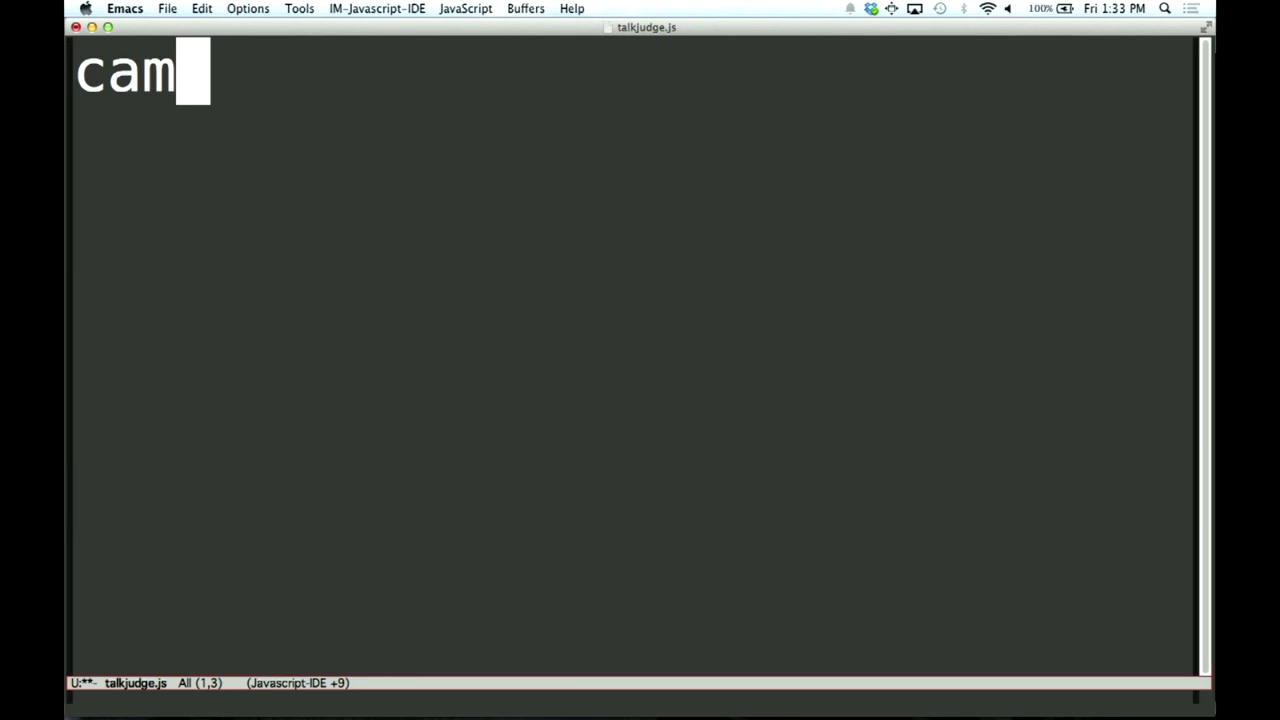 Emacs File Edit Options Tools IM-Javascript-IDE JavaScript Buffers Help 100% Fri 1:33 PM
talkjudge.js
cam
U:**- talkjudge.js All (1,3) (Javascript-IDE +9)